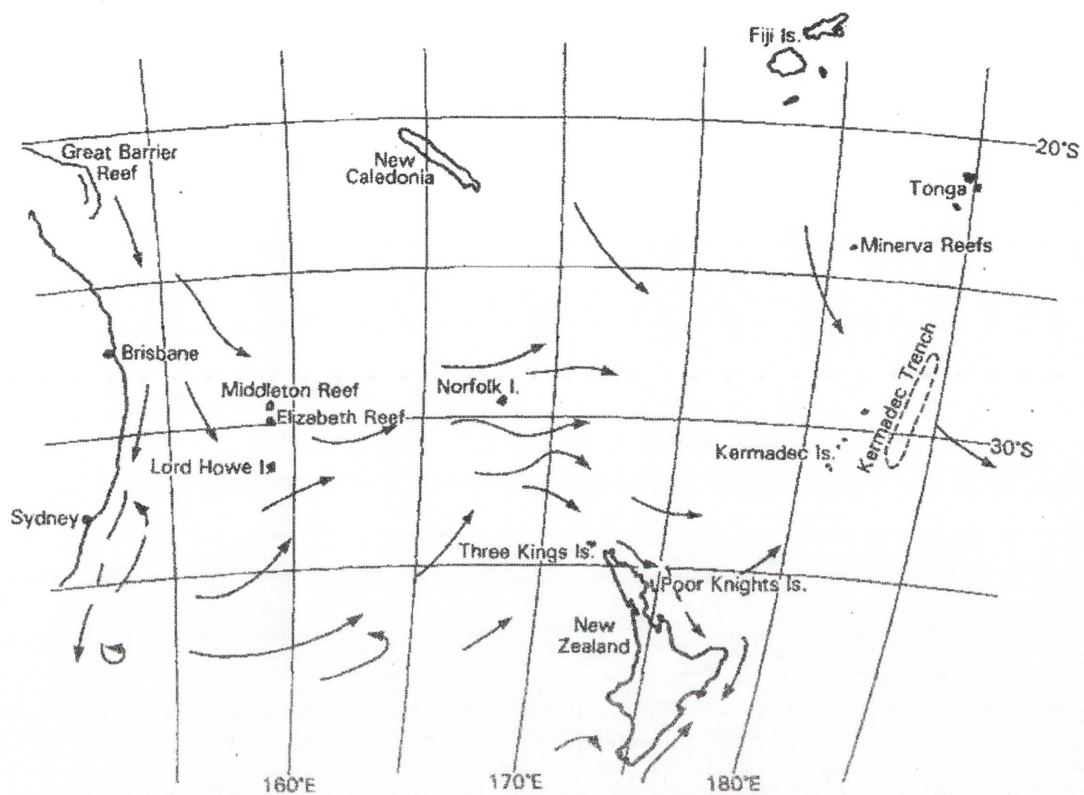 Fiji Is.
20°S
Great Barrier
Reef
New
Caledonia
Tonga
Minerva Reefs
Brisbane
Middleton Reef
Elizabeth Reef
Norfolk I.
Kermadec Trench
30°S
Lord Howe Is
Kermadec Is.
Sydney
Three Kings Is.
Poor Knights Is.
New
Zealand
160°E
170°E
180°E